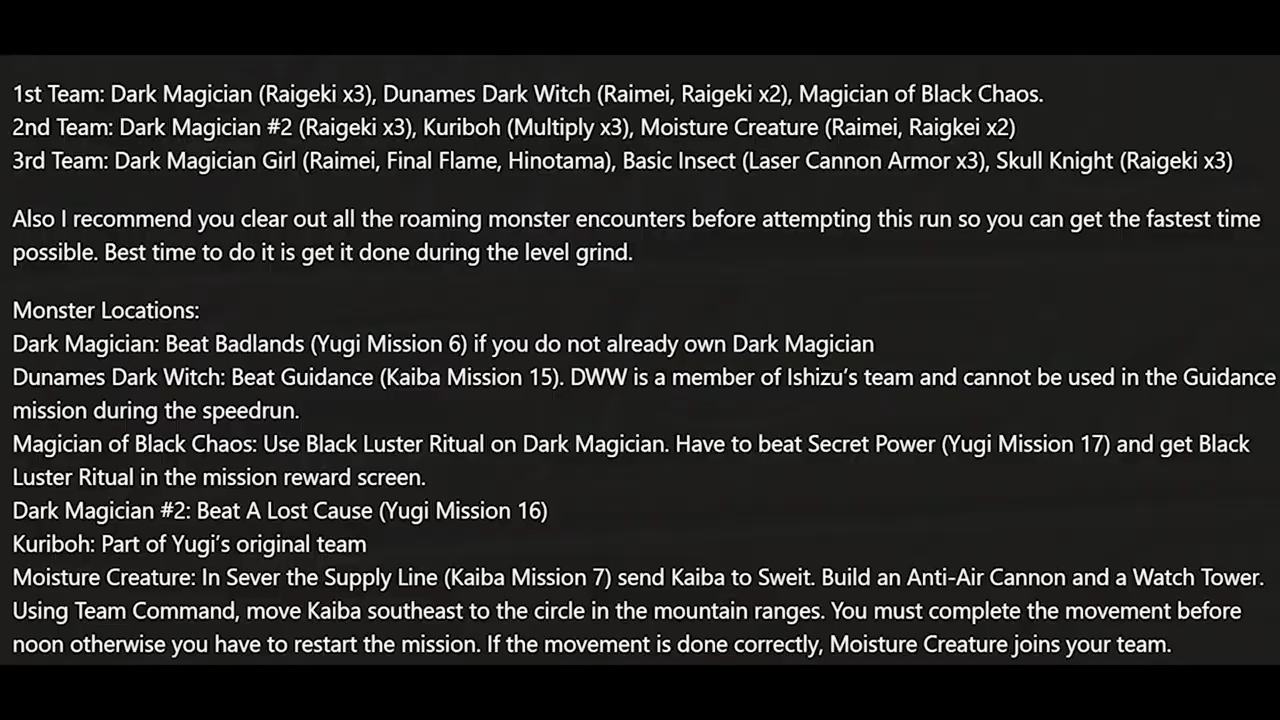 1st Team: Dark Magician (Raigeki x3), Dunames Dark Witch (Raimei, Raigeki x2), Magician of Black Chaos.
2nd Team: Dark Magician #2 (Raigeki x3), Kuriboh (Multiply x3), Moisture Creature (Raimei, Raigkei x2)
3rd Team: Dark Magician Girl (Raimei, Final Flame, Hinotama), Basic Insect (Laser Cannon Armor x3), Skull Knight (Raigeki x3)
Also I recommend you clear out all the roaming monster encounters before attempting this run so you can get the fastest time
possible. Best time to do it is get it done during the level grind.
Monster Locations:
Dark Magician: Beat Badlands (Yugi Mission 6) if you do not already own Dark Magician
Dunames Dark Witch: Beat Guidance (Kaiba Mission 15). DWW is a member of Ishizu’s team and cannot be used in the Guidance
mission during the speedrun.
Magician of Black Chaos: Use Black Luster Ritual on Dark Magician. Have to beat Secret Power (Yugi Mission 17) and get Black
Luster Ritual in the mission reward screen.
Dark Magician #2: Beat A Lost Cause (Yugi Mission 16)
Kuriboh: Part of Yugi’s original team
Moisture Creature: In Sever the Supply Line (Kaiba Mission 7) send Kaiba to Sweit. Build an Anti-Air Cannon and a Watch Tower.
Using Team Command, move Kaiba southeast to the circle in the mountain ranges. You must complete the movement before
noon otherwise you have to restart the mission. If the movement is done correctly, Moisture Creature joins your team.